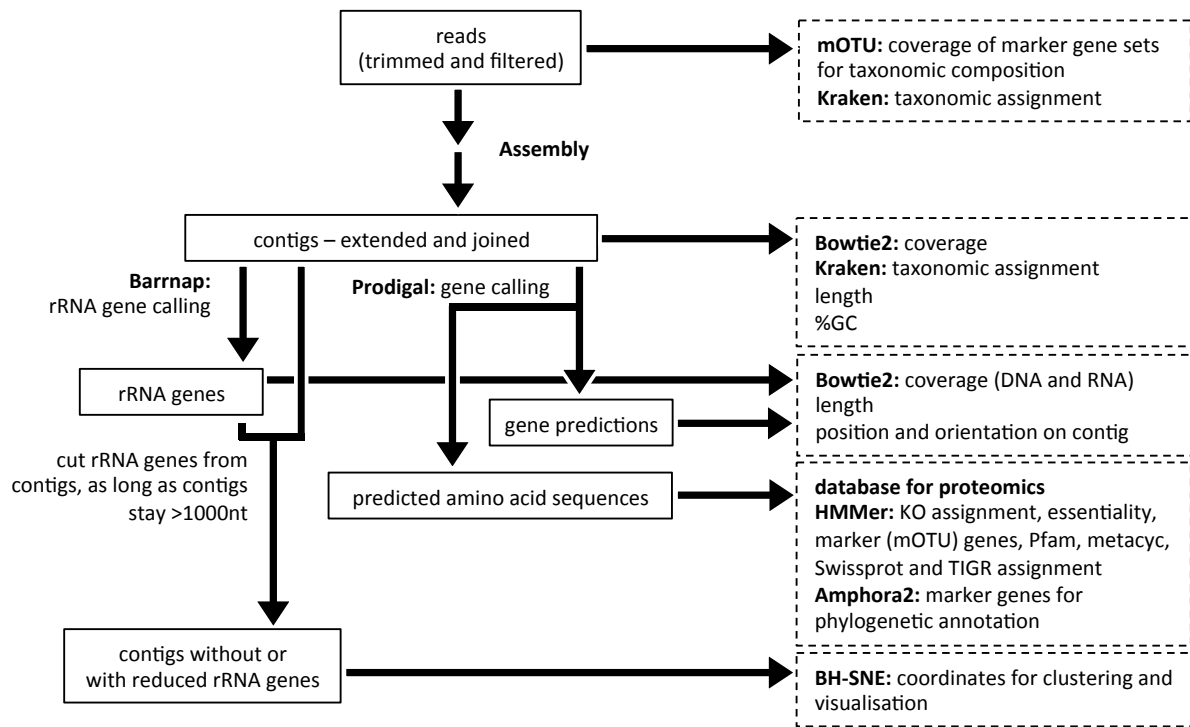 reads
(trimmed and filtered)
mOTU: coverage of marker gene sets
for taxonomic composition
Kraken: taxonomic assignment
Assembly
contigs – extended and joined
Bowtie2: coverage
Kraken: taxonomic assignment
length
%GC
Barrnap:
rRNA gene calling
Prodigal: gene calling
rRNA genes
gene predictions
Bowtie2: coverage (DNA and RNA)
length
position and orientation on contig
cut rRNA genes from
contigs, as long as contigs
stay >1000nt
predicted amino acid sequences
database for proteomics
HMMer: KO assignment, essentiality,
marker (mOTU) genes, Pfam, metacyc,
Swissprot and TIGR assignment
Amphora2: marker genes for
phylogenetic annotation
contigs without or
with reduced rRNA genes
BH-SNE: coordinates for clustering and
visualisation